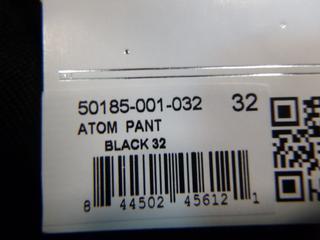 50185-001-032 32
ATOM PANT
BLACK 32
8 44502 45612 1